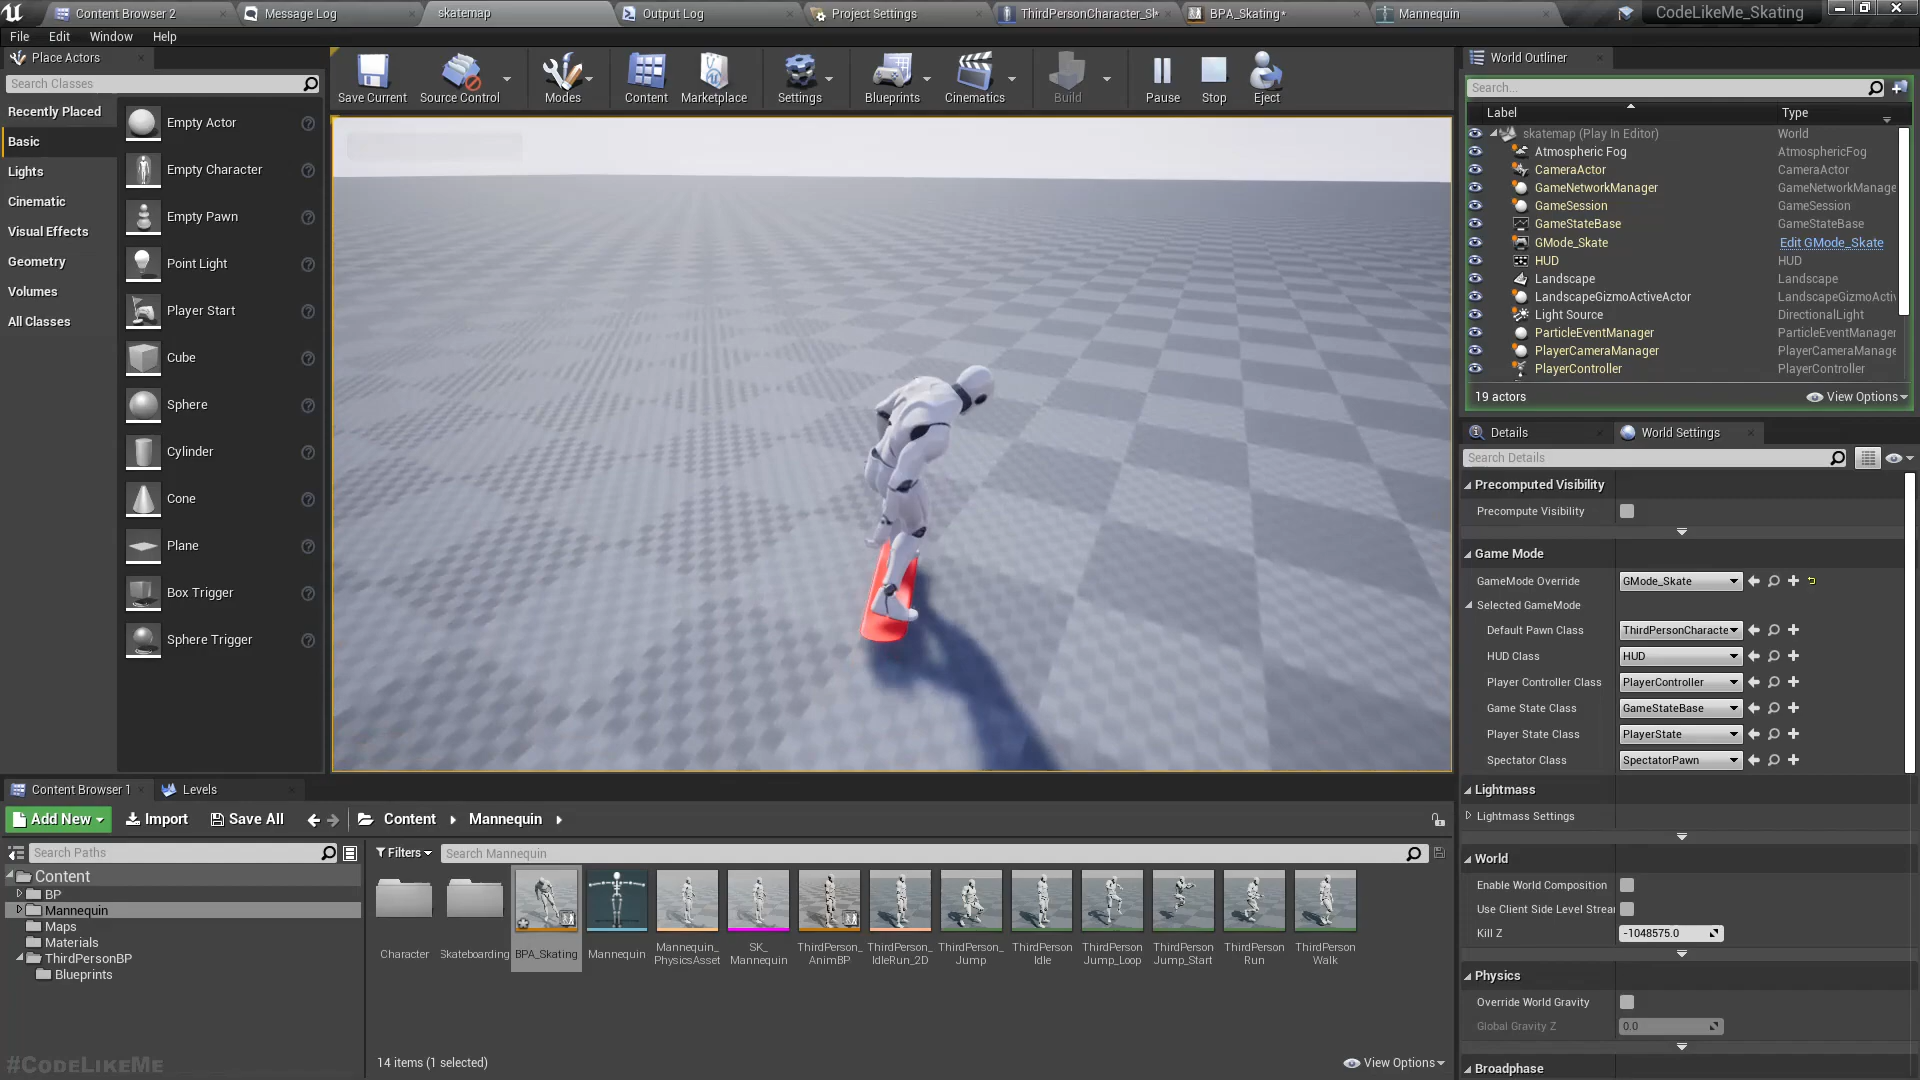 Content Browser 2
Message Log
skatemap
Output Log
Project Settings
ThirdPersonCharacter_Sk*
BPA_Skating*
Mannequin
CodeLikeMe_Skating
File
Edit
Window
Help
Place Actors
Search Classes
Recently Placed
Basic
Lights
Cinematic
Visual Effects
Geometry
Volumes
All Classes
Empty Actor
Empty Character
Empty Pawn
Point Light
Player Start
Cube
Sphere
Cylinder
Cone
Plane
Box Trigger
Sphere Trigger
Save Current
Source Control
Modes
Content
Marketplace
Settings
Blueprints
Cinematics
Build
Pause
Stop
Eject
World Outliner
Search...
Label
Type
skatemap (Play In Editor)
World
Atmospheric Fog
AtmosphericFog
CameraActor
CameraActor
GameNetworkManager
GameNetworkManage
GameSession
GameSession
GameStateBase
GameStateBase
GMode_Skate
Edit GMode_Skate
HUD
HUD
Landscape
Landscape
LandscapeGizmoActiveActor
LandscapeGizmoActiv
Light Source
DirectionalLight
ParticleEventManager
ParticleEventManager
PlayerCameraManager
PlayerCameraManage
PlayerController
PlayerController
19 actors
View Options
Details
World Settings
Search Details
Precomputed Visibility
Precompute Visibility
Game Mode
GameMode Override
GMode_Skate
Selected GameMode
Default Pawn Class
ThirdPersonCharacte
HUD Class
HUD
Player Controller Class
PlayerController
Game State Class
GameStateBase
Player State Class
PlayerState
Spectator Class
SpectatorPawn
Lightmass
Lightmass Settings
World
Enable World Composition
Use Client Side Level Strear
Kill Z
-1048575.0
Physics
Override World Gravity
Global Gravity Z
0.0
Broadphase
Content Browser 1
Levels
Add New
Import
Save All
Content
Mannequin
Search Paths
Filters
Search Mannequin
Content
BP
Mannequin
Maps
Materials
ThirdPersonBP
Blueprints
Character
Skateboarding
BPA_Skating
Mannequin
Mannequin_
PhysicsAsset
SK_
Mannequin
ThirdPerson_
AnimBP
ThirdPerson_
IdleRun_2D
ThirdPerson_
Jump
ThirdPerson
Idle
ThirdPerson
Jump_Loop
ThirdPerson
Jump_Start
ThirdPerson
Run
ThirdPerson
Walk
14 items (1 selected)
View Options
#CodeLikeMe